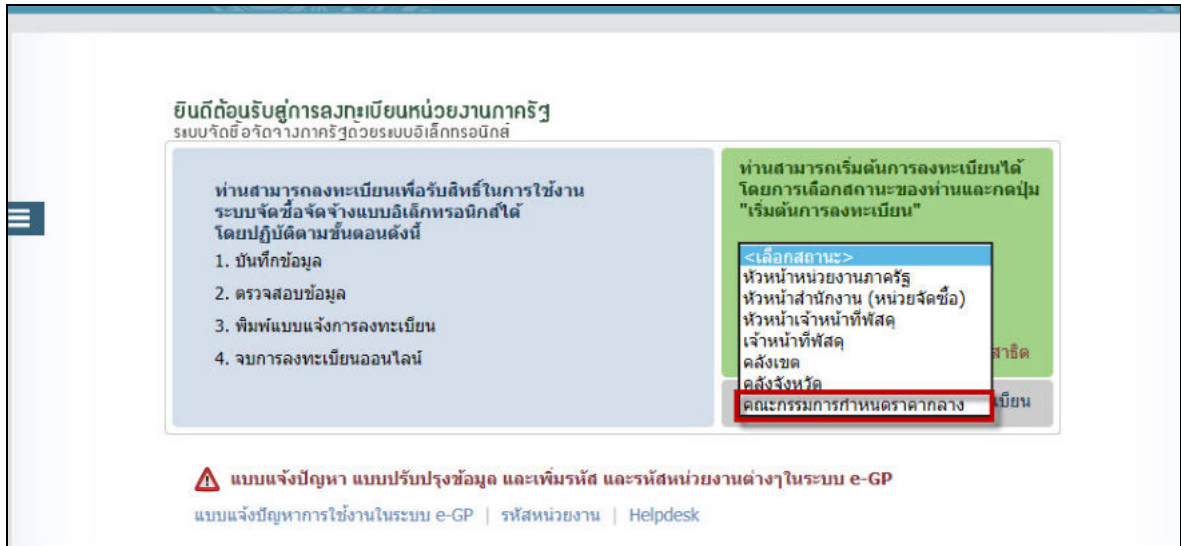 ยินดีต้อนรับสู่การลงทะเบียนหน่วยงานภาครัฐ
ระบบจัดซื้อจัดจ้างภาครัฐด้วยระบบอิเล็กทรอนิกส์
ท่านสามารถลงทะเบียนเพื่อรับสิทธิ์ในการใช้งาน
ระบบจัดซื้อจัดจ้างแบบอิเล็กทรอนิกส์ได้
โดยปฏิบัติตามขั้นตอนดังนี้
1. บันทึกข้อมูล
2. ตรวจสอบข้อมูล
3. พิมพ์แบบแจ้งการลงทะเบียน
4. จบการลงทะเบียนออนไลน์
ท่านสามารถเริ่มต้นการลงทะเบียนได้
โดยการเลือกสถานะของท่านและกดปุ่ม
"เริ่มต้นการลงทะเบียน"
<เลือกสถานะ>
หัวหน้าหน่วยงานภาครัฐ
หัวหน้าสำนักงาน (หน่วยจัดซื้อ)
หัวหน้าเจ้าหน้าที่พัสดุ
เจ้าหน้าที่พัสดุ
คลังเขต
สาธิต
คลังจังหวัด
คณะกรรมการกำหนดราคากลาง
เบียน
แบบแจ้งปัญหา แบบปรับปรุงข้อมูล และเพิ่มรหัส และรหัสหน่วยงานต่างๆในระบบ e-GP
แบบแจ้งปัญหาการใช้งานในระบบ e-GP | รหัสหน่วยงาน | Helpdesk